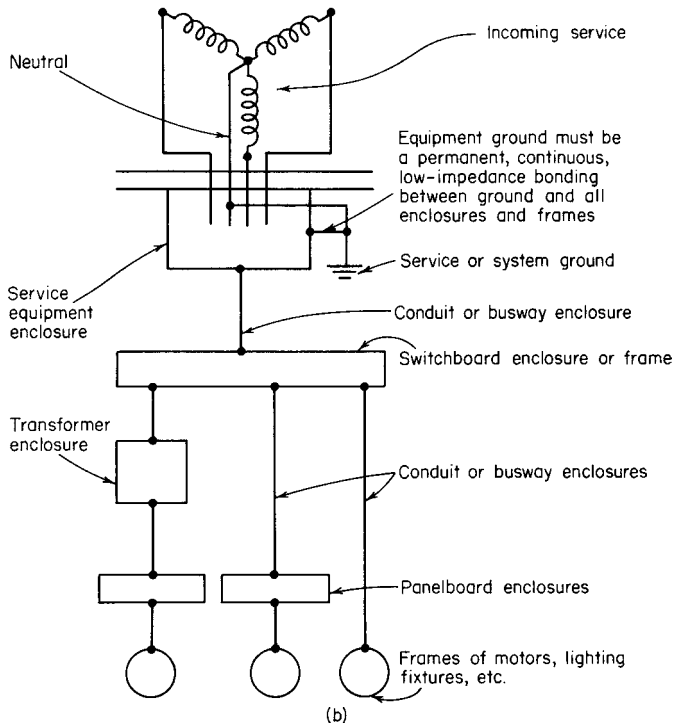 Incoming service
Neutral
Equipment ground must be
a permanent, continuous,
low-impedance bonding
between ground and all
enclosures and frames
Service or system ground
Service
equipment
enclosure
Conduit or busway enclosure
Switchboard enclosure or frame
Transformer
enclosure
Conduit or busway enclosures
Panelboard enclosures
Frames of motors, lighting
fixtures, etc.
(b)